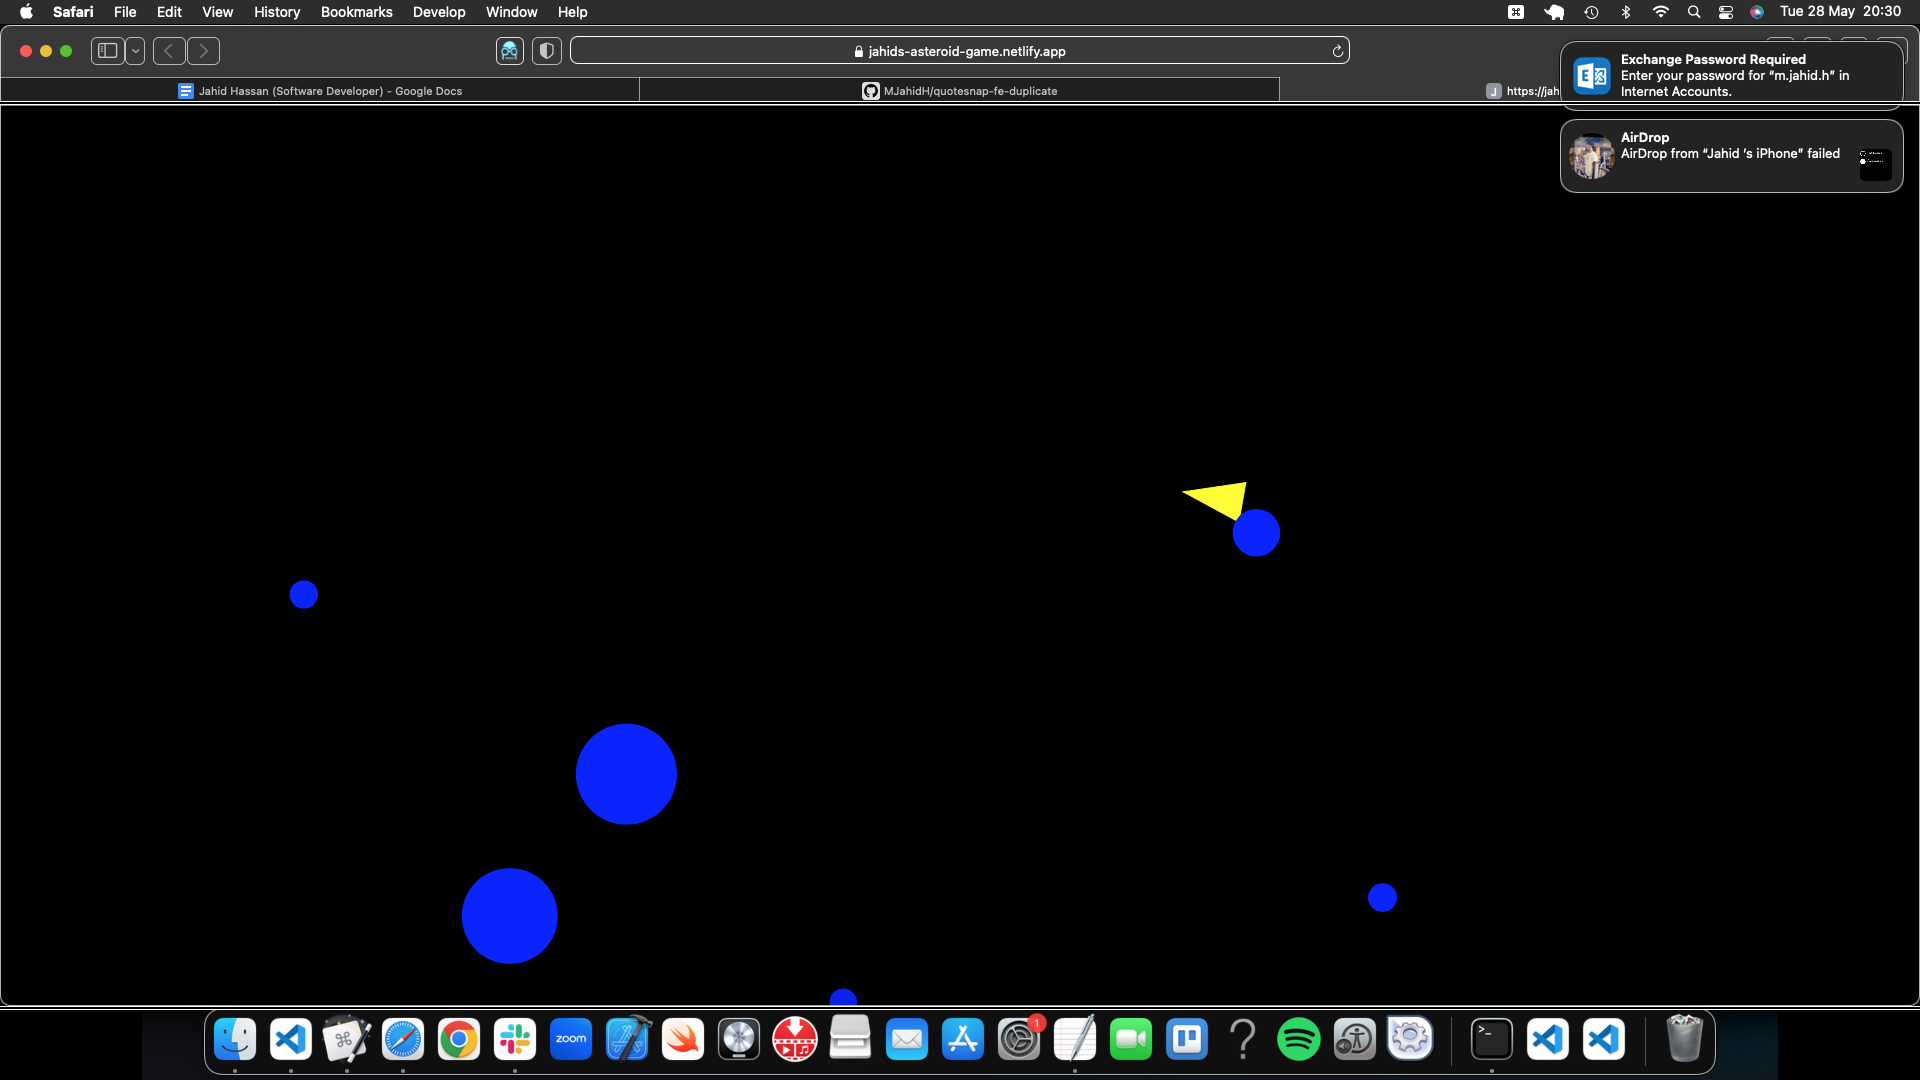 Safari File Edit View History Bookmarks Develop Window Help Tue 28 May 20:30
jahids-asteroid-game.netlify.app
Jahid Hassan (Software Developer) – Google Docs
MJahidH/quotesnap-fe-duplicate
J https://jah
Exchange Password Required
Enter your password for “m.jahid.h” in
Internet Accounts.
AirDrop
AirDrop from “Jahid ’s iPhone” failed
zoom
1